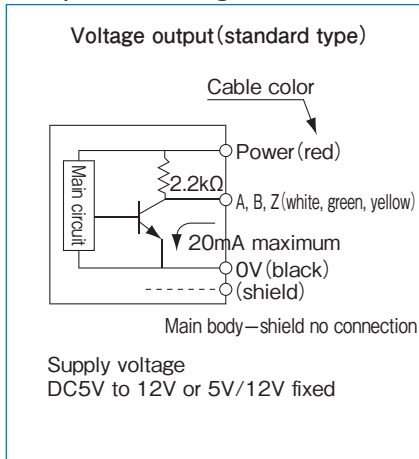 Voltage output(standard type)
Cable color
Power(red)
Main circuit
2.2kΩ
A, B, Z(white, green, yellow)
20mA maximum
0V(black)
(shield)
Main body—shield no connection
Supply voltage
DC5V to 12V or 5V/12V fixed